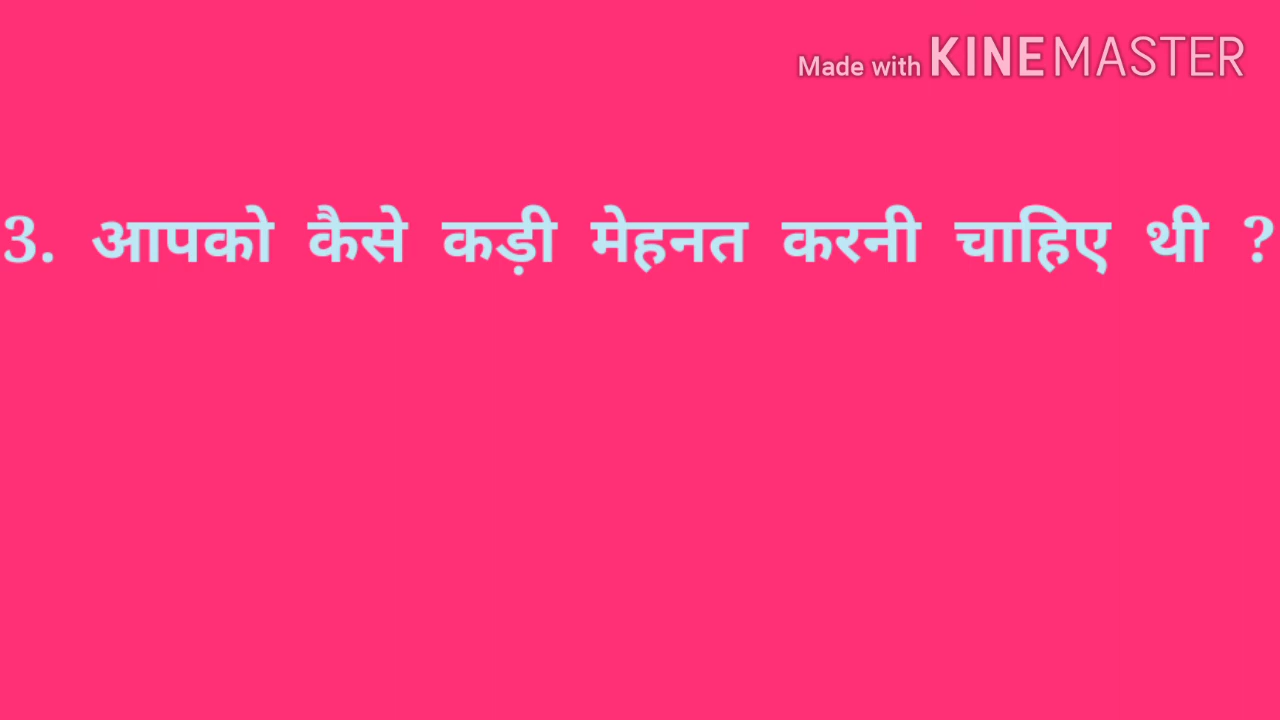 Made with KINEMASTER
3. आपको कैसे कड़ी मेहनत करनी चाहिए थी ?